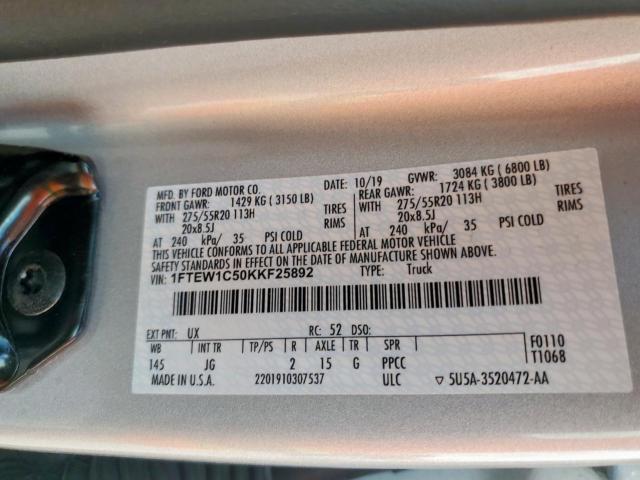 MFD. BY FORD MOTOR CO. DATE: 10/19 GVWR: 3084 KG ( 6800 LB)
FRONT GAWR: 1429 KG ( 3150 LB) REAR GAWR: 1724 KG ( 3800 LB)
WITH 275/55R20 113H TIRES WITH 275/55R20 113H TIRES
20x8.5J RIMS 20x8.5J RIMS
AT 240 kPa/ 35 PSI COLD AT 240 kPa/ 35 PSI COLD
THIS VEHICLE CONFORMS TO ALL APPLICABLE FEDERAL MOTOR VEHICLE
SAFETY STANDARDS IN EFFECT ON THE DATE OF MANUFACTURE SHOWN ABOVE.
VIN: 1FTEW1C50KKF25892 TYPE: Truck
EXT PNT: UX RC: 52 DSO:
WB INT TR TP/PS R AXLE TR SPR F0110
145 JG 2 15 G PPCC T1068
MADE IN U.S.A. 2201910307537 ULC ▽ 5U5A-3520472-AA